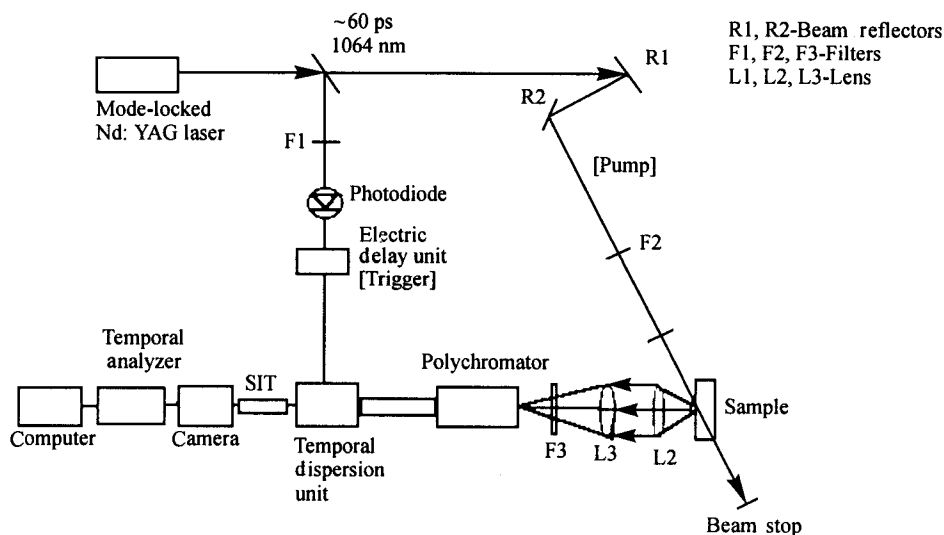 ~60 ps
1064 nm
R1, R2-Beam reflectors
F1, F2, F3-Filters
L1, L2, L3-Lens
R1
R2
Mode-locked
Nd: YAG laser
F1
[Pump]
Photodiode
Electric
delay unit
[Trigger]
F2
Temporal
analyzer
SIT
Polychromator
Sample
Computer
Camera
Temporal
dispersion
unit
F3
L3
L2
Beam stop